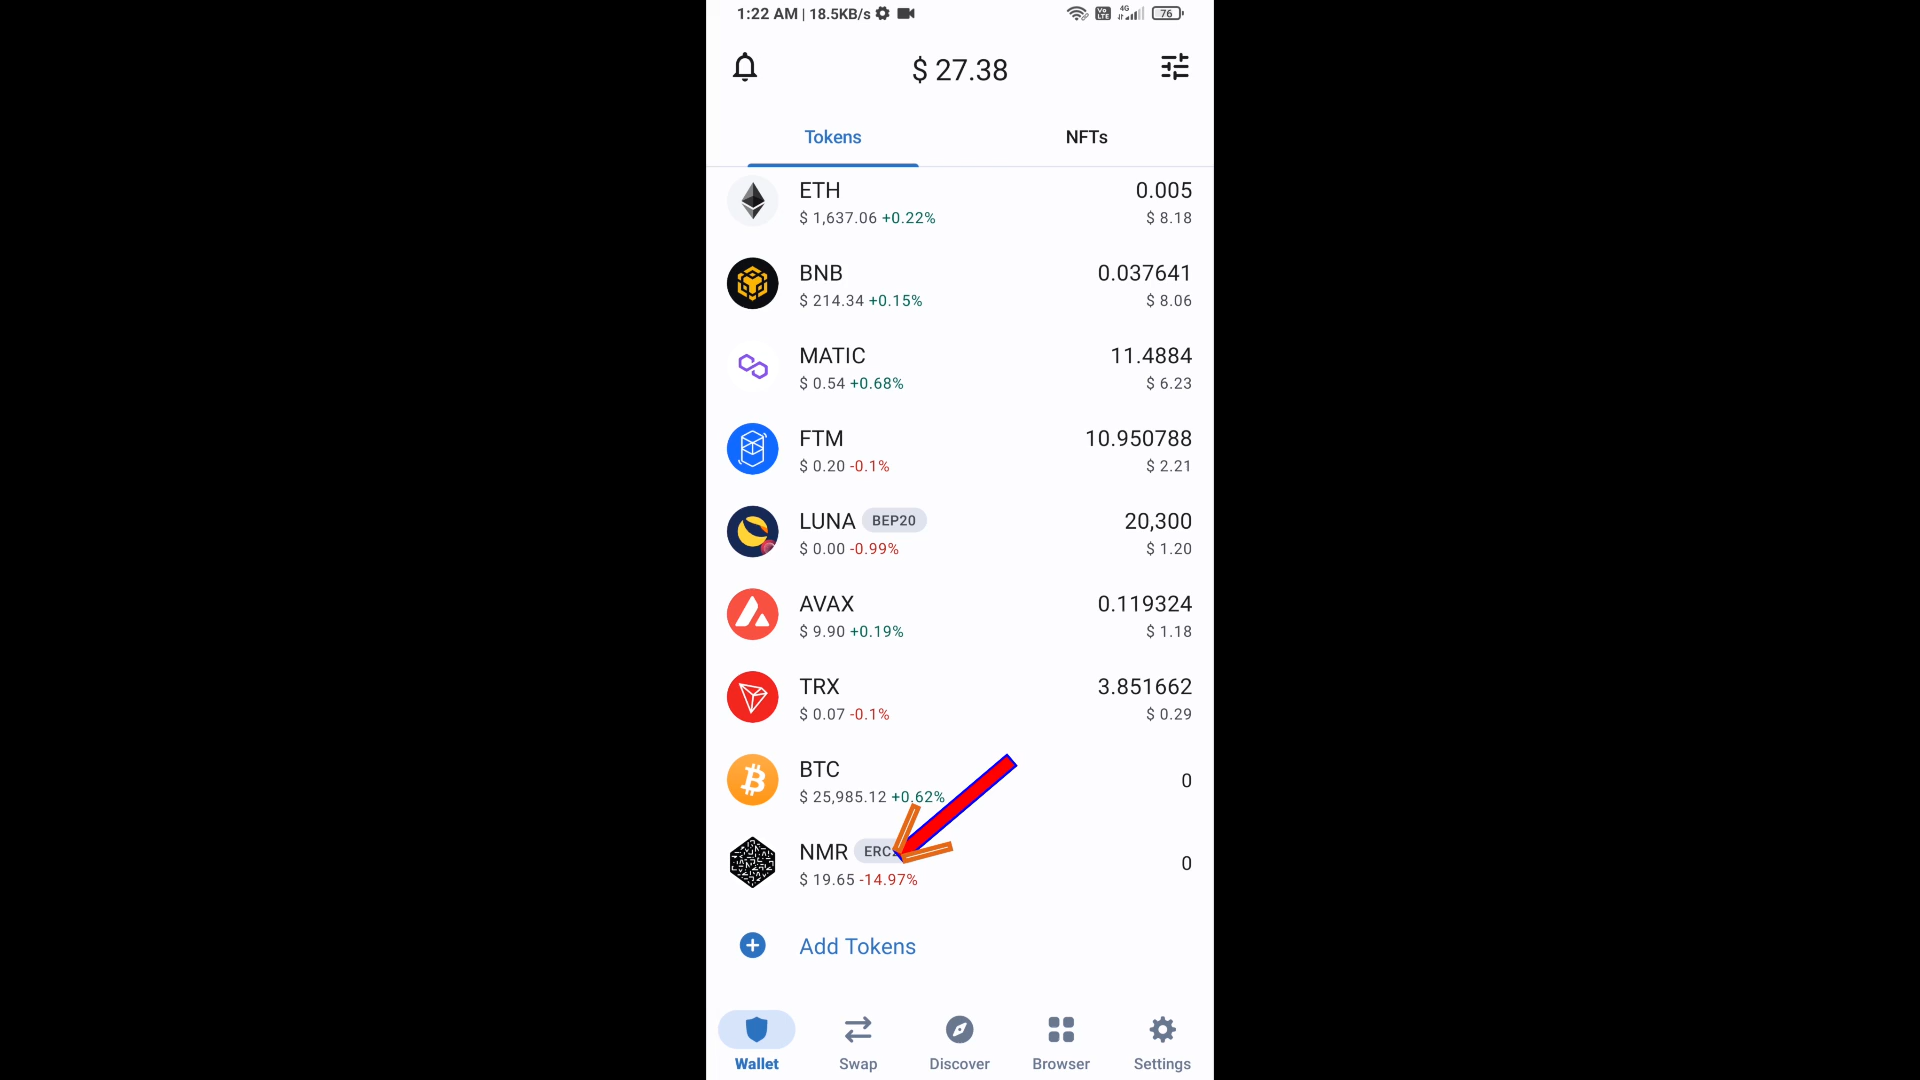 1:22 AM | 18.5KB/s
Vo LTE 4G 76
$ 27.38
Tokens NFTs
ETH 0.005
$ 1,637.06 +0.22% $ 8.18
BNB 0.037641
$ 214.34 +0.15% $ 8.06
MATIC 11.4884
$ 0.54 +0.68% $ 6.23
FTM 10.950788
$ 0.20 -0.1% $ 2.21
LUNA BEP20 20,300
$ 0.00 -0.99% $ 1.20
AVAX 0.119324
$ 9.90 +0.19% $ 1.18
TRX 3.851662
$ 0.07 -0.1% $ 0.29
BTC 0
$ 25,985.12 +0.62%
NMR 0
$ 19.65 -14.97%
Add Tokens
Wallet Swap Discover Browser Settings